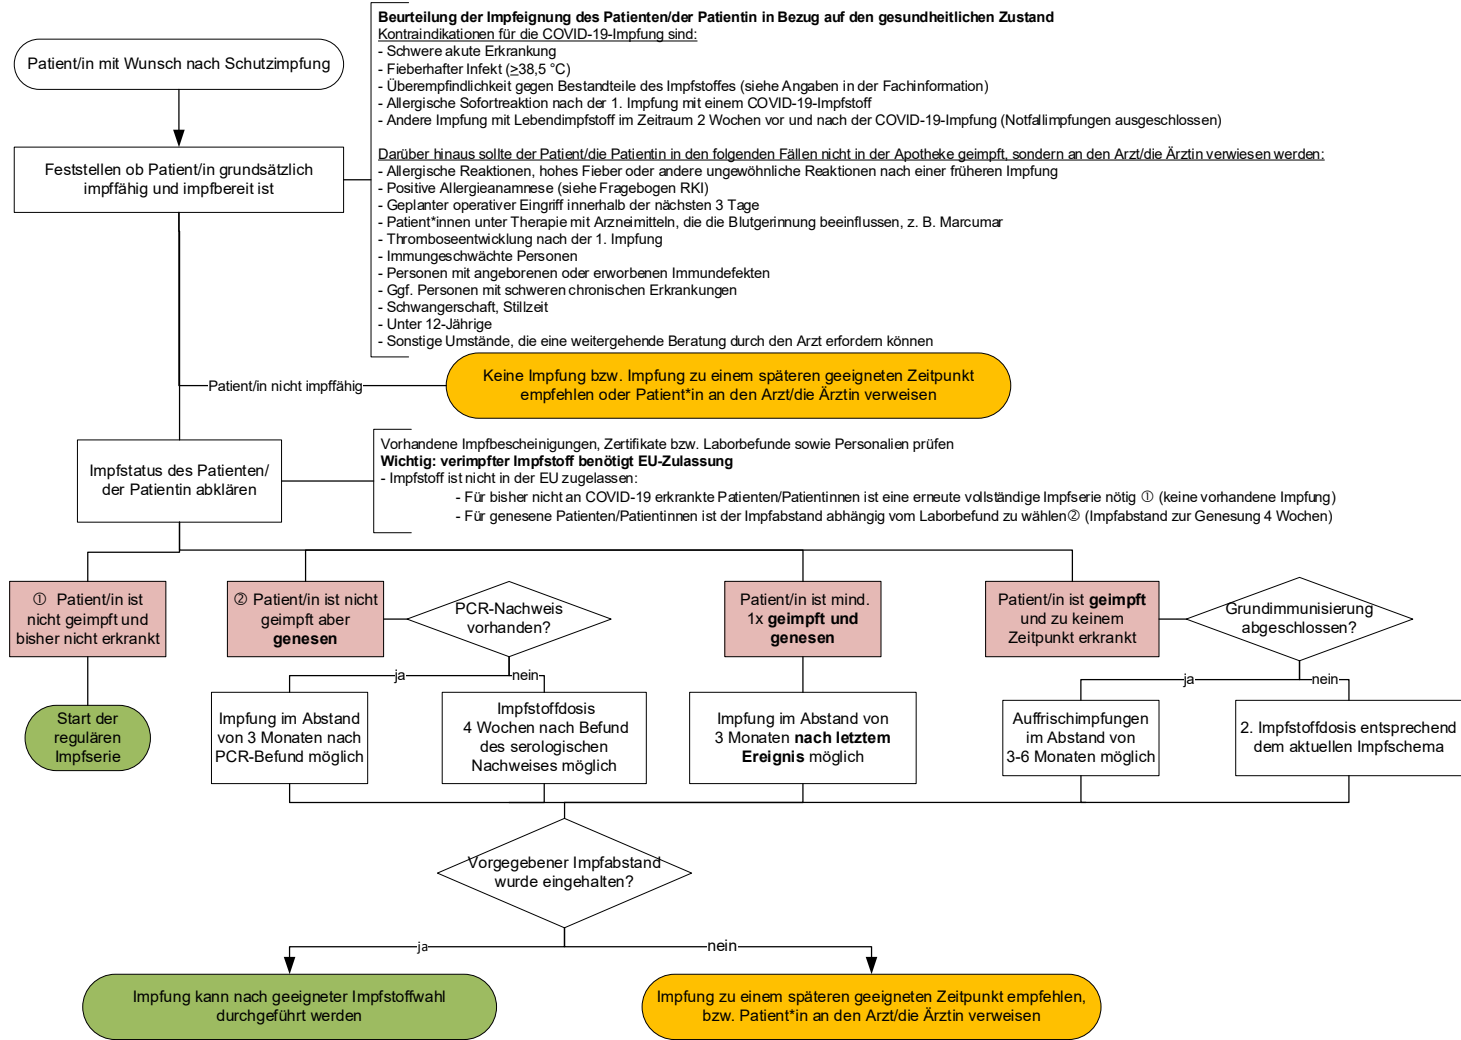 Patient/in mit Wunsch nach Schutzimpfung
Beurteilung der Impfeignung des Patienten/der Patientin in Bezug auf den gesundheitlichen Zustand
Kontraindikationen für die COVID-19-Impfung sind:
- Schwere akute Erkrankung
- Fieberhafter Infekt (≥38,5 °C)
- Überempfindlichkeit gegen Bestandteile des Impfstoffes (siehe Angaben in der Fachinformation)
- Allergische Sofortreaktion nach der 1. Impfung mit einem COVID-19-Impfstoff
- Andere Impfung mit Lebendimpfstoff im Zeitraum 2 Wochen vor und nach der COVID-19-Impfung (Notfallimpfungen ausgeschlossen)
Feststellen ob Patient/in grundsätzlich
impffähig und impfbereit ist
Darüber hinaus sollte der Patient/die Patientin in den folgenden Fällen nicht in der Apotheke geimpft, sondern an den Arzt/die Ärztin verwiesen werden:
- Allergische Reaktionen, hohes Fieber oder andere ungewöhnliche Reaktionen nach einer früheren Impfung
- Positive Allergieanamnese (siehe Fragebogen RKI)
- Geplanter operativer Eingriff innerhalb der nächsten 3 Tage
- Patient*innen unter Therapie mit Arzneimitteln, die die Blutgerinnung beeinflussen, z. B. Marcumar
- Thromboseentwicklung nach der 1. Impfung
- Immungeschwächte Personen
- Personen mit angeborenen oder erworbenen Immundefekten
- Ggf. Personen mit schweren chronischen Erkrankungen
- Schwangerschaft, Stillzeit
- Unter 12-Jährige
- Sonstige Umstände, die eine weitergehende Beratung durch den Arzt erfordern können
Patient/in nicht impffähig
Keine Impfung bzw. Impfung zu einem späteren geeigneten Zeitpunkt
empfehlen oder Patient*in an den Arzt/die Ärztin verweisen
Impfstatus des Patienten/
der Patientin abklären
Vorhandene Impfbescheinigungen, Zertifikate bzw. Laborbefunde sowie Personalien prüfen
Wichtig: verimpfter Impfstoff benötigt EU-Zulassung
- Impfstoff ist nicht in der EU zugelassen:
- Für bisher nicht an COVID-19 erkrankte Patienten/Patientinnen ist eine erneute vollständige Impfserie nötig ① (keine vorhandene Impfung)
- Für genesene Patienten/Patientinnen ist der Impfabstand abhängig vom Laborbefund zu wählen② (Impfabstand zur Genesung 4 Wochen)
① Patient/in ist
nicht geimpft und
bisher nicht erkrankt
② Patient/in ist nicht
geimpft aber
genesen
PCR-Nachweis
vorhanden?
Patient/in ist mind.
1x geimpft und
genesen
Patient/in ist geimpft
und zu keinem
Zeitpunkt erkrankt
Grundimmunisierung
abgeschlossen?
ja
nein
ja
nein
Start der
regulären
Impfserie
Impfung im Abstand
von 3 Monaten nach
PCR-Befund möglich
Impfstoffdosis
4 Wochen nach Befund
des serologischen
Nachweises möglich
Impfung im Abstand von
3 Monaten nach letztem
Ereignis möglich
Auffrischimpfungen
im Abstand von
3-6 Monaten möglich
2. Impfstoffdosis entsprechend
dem aktuellen Impfschema
Vorgegebener Impfabstand
wurde eingehalten?
ja
nein
Impfung kann nach geeigneter Impfstoffwahl
durchgeführt werden
Impfung zu einem späteren geeigneten Zeitpunkt empfehlen,
bzw. Patient*in an den Arzt/die Ärztin verweisen